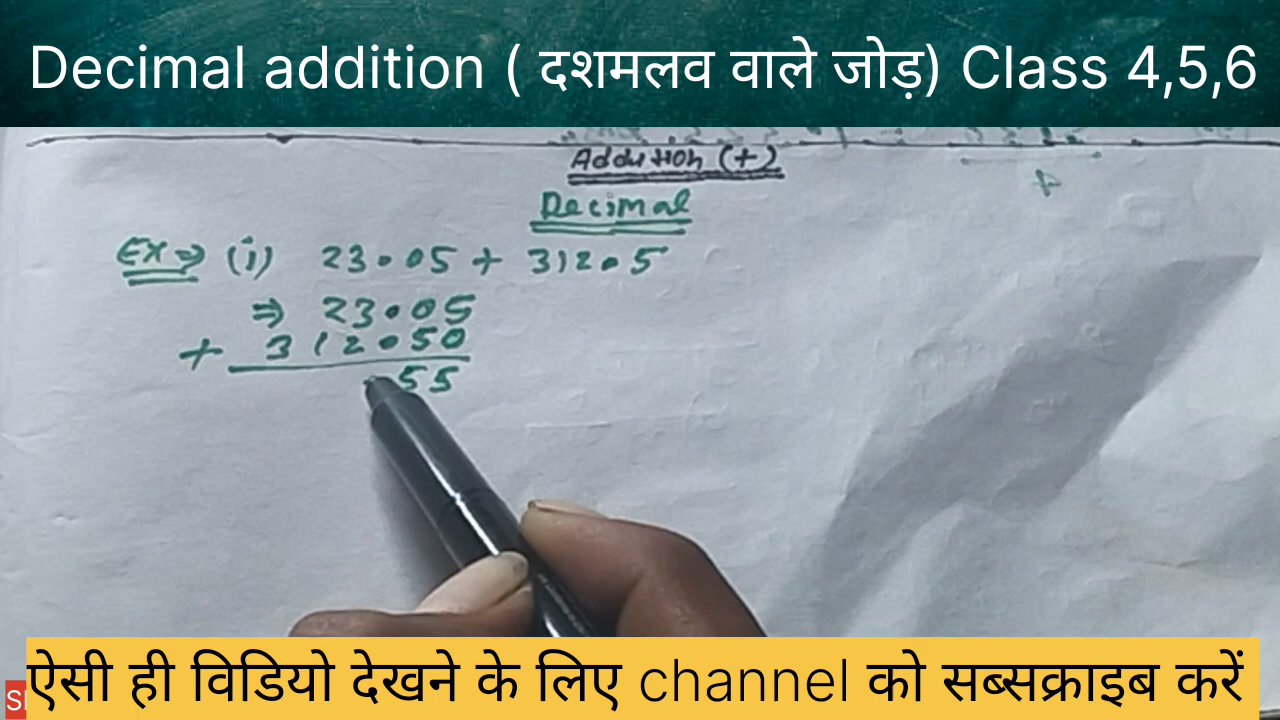 Decimal addition ( दशमलव वाले जोड़) Class 4,5,6
Addition (+)
Decimal
Ex ⇒ (i) 23.05 + 312.5
⇒ 23.05
+ 312.50
.55
ऐसी ही विडियो देखने के लिए channel को सब्सक्राइब करें